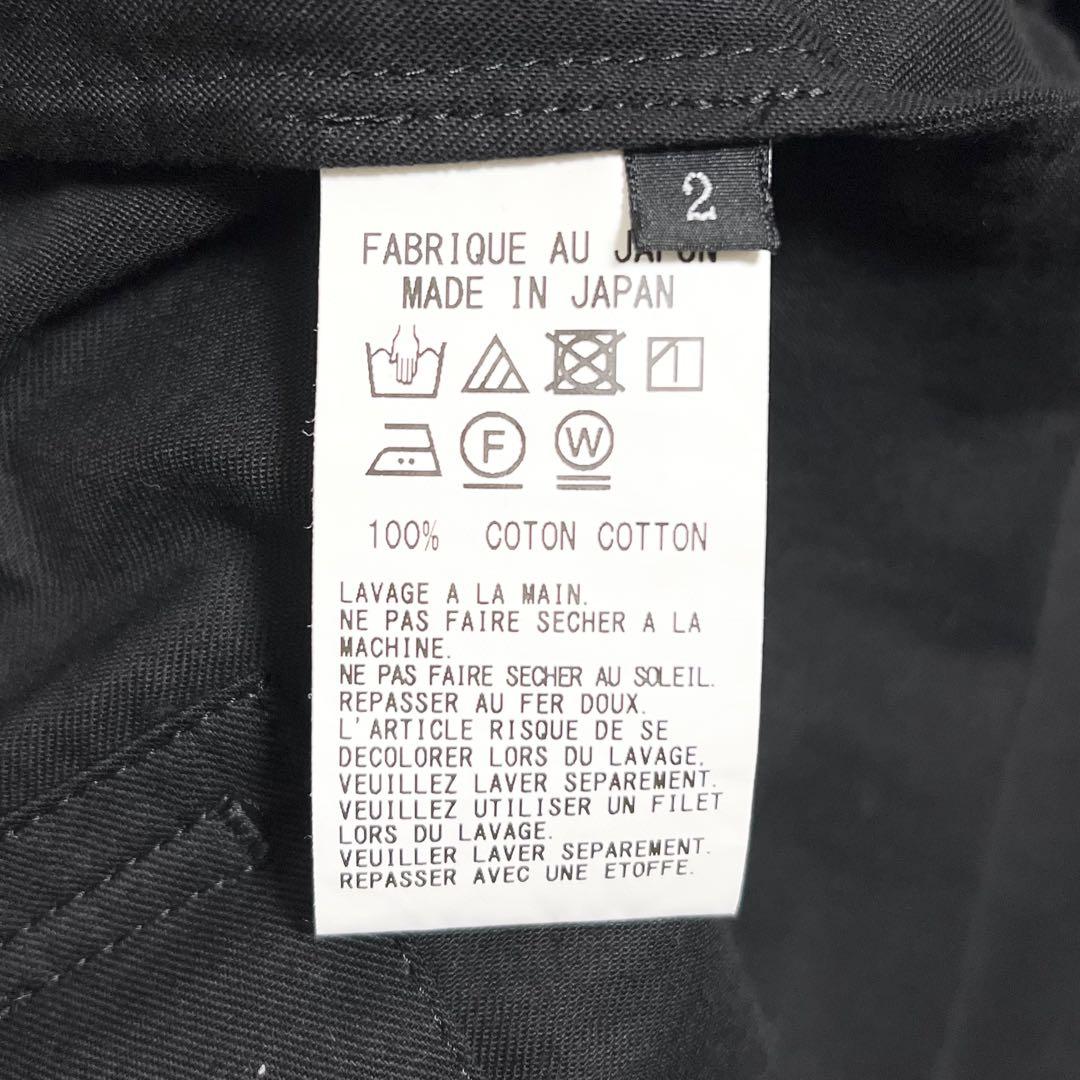 2
FABRIQUE AU JAPON
MADE IN JAPAN
F W
100% COTON COTTON
LAVAGE A LA MAIN.
NE PAS FAIRE SECHER A LA
MACHINE.
NE PAS FAIRE SECHER AU SOLEIL.
REPASSER AU FER DOUX.
L'ARTICLE RISQUE DE SE
DECOLORER LORS DU LAVAGE,
VEUILLEZ LAVER SEPAREMENT.
VEUILLEZ UTILISER UN FILET
LORS DU LAVAGE.
VEUILLER LAVER SEPAREMENT.
REPASSER AVEC UNE ETOFFE.